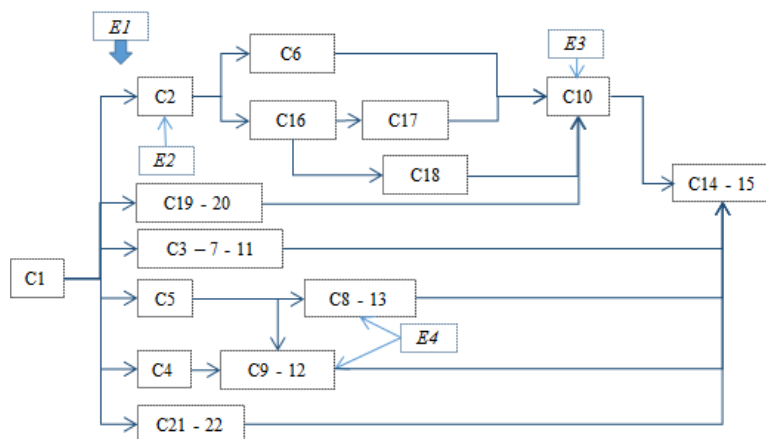 E1
C6
E3
C2
C10
C16
C17
E2
C18
C14 - 15
C19 - 20
C3 – 7 - 11
C1
C5
C8 - 13
E4
C4
C9 - 12
C21 - 22